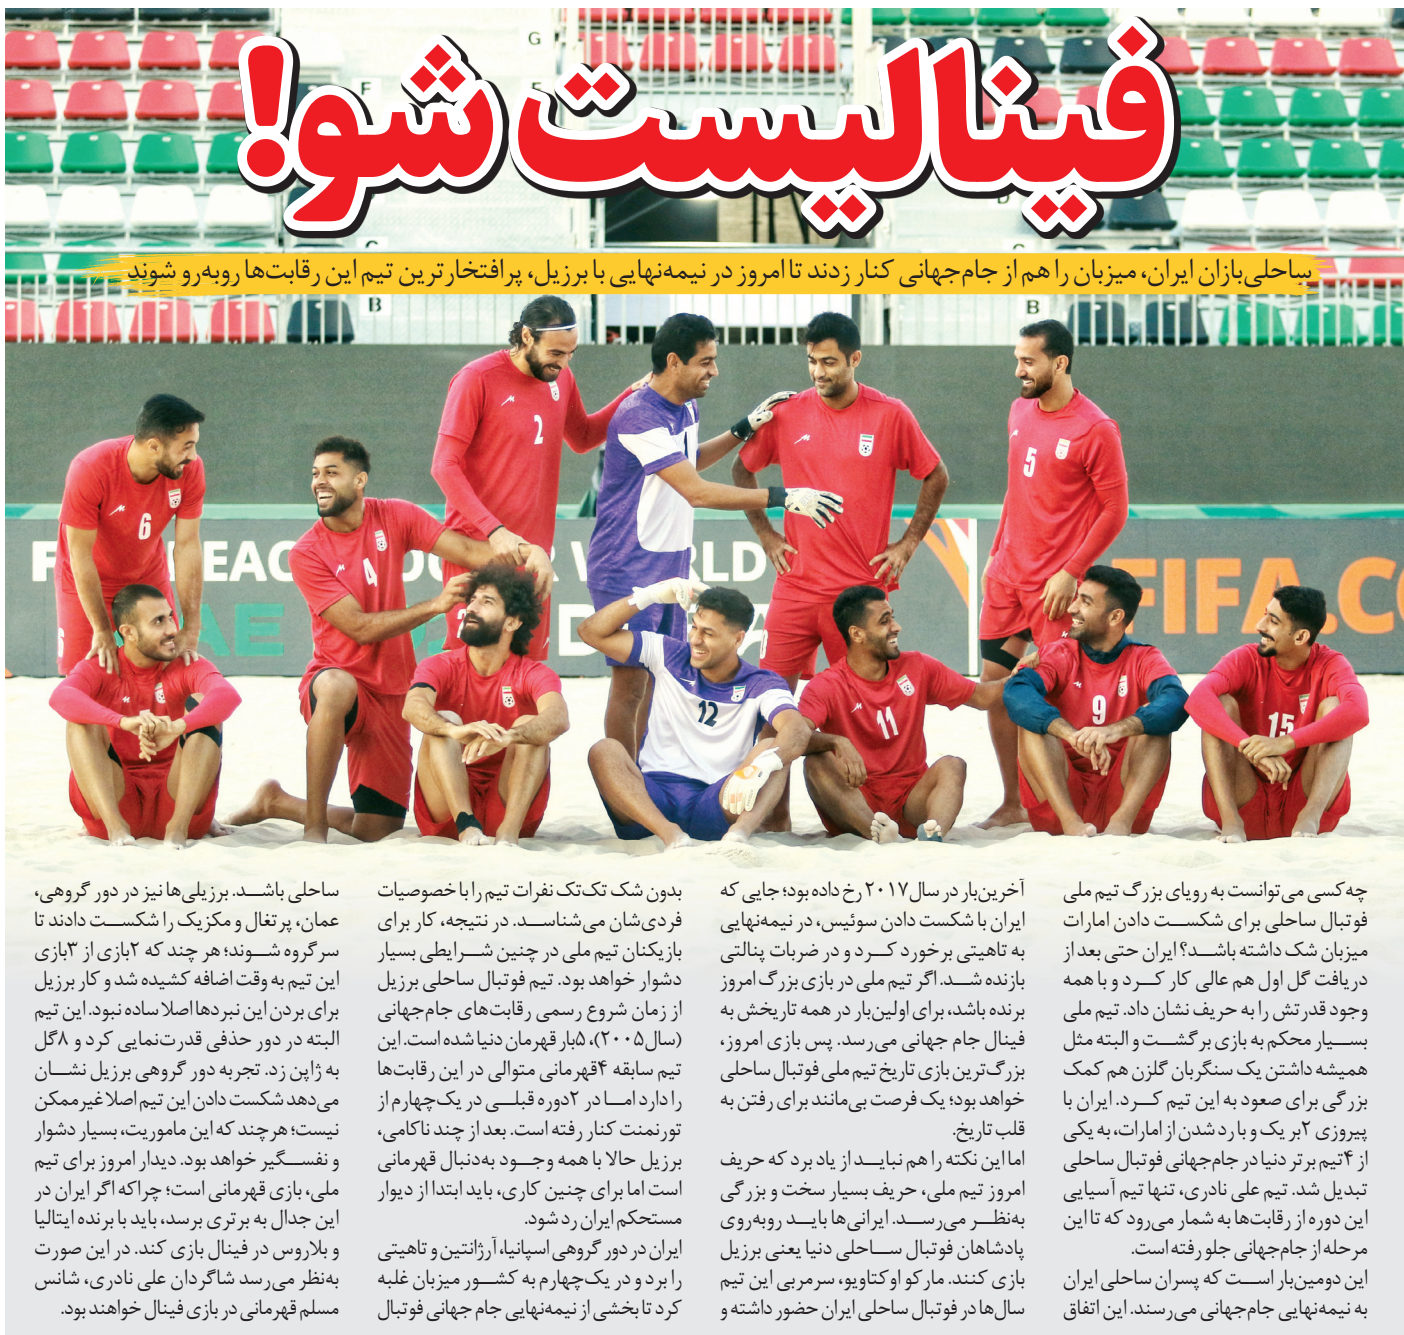 فینالیست شو!
ساحلی‌بازان ایران، میزبان را هم از جام‌جهانی کنار زدند تا امروز در نیمه‌نهایی با برزیل، پرافتخارترین تیم این رقابت‌ها روبه‌رو شوند
G
F
B
B
2
1
5
6
4
12
11
9
15
WORLD
FIFA.CO
UAE
چه کسی می‌توانست به رویای بزرگ تیم ملی
فوتبال ساحلی برای شکست دادن امارات
میزبان شک داشته باشد؟ ایران حتی بعد از
دریافت گل اول هم عالی کار کرد و با همه
وجود قدرتش را به حریف نشان داد. تیم ملی
بسیار محکم به بازی برگشت و البته مثل
همیشه داشتن یک سنگربان گلزن هم کمک
بزرگی برای صعود به این تیم کرد. ایران با
پیروزی ۲بر یک و با رد شدن از امارات، به یکی
از ۴تیم برتر دنیا در جام‌جهانی فوتبال ساحلی
تبدیل شد. تیم علی نادری، تنها تیم آسیایی
این دوره از رقابت‌ها به شمار می‌رود که تا این
مرحله از جام‌جهانی جلو رفته است.
این دومین‌بار است که پسران ساحلی ایران
به نیمه‌نهایی جام‌جهانی می‌رسند. این اتفاق
آخرین‌بار در سال۲۰۱۷ رخ داده بود؛ جایی که
ایران با شکست دادن سوئیس، در نیمه‌نهایی
به تاهیتی برخورد کرد و در ضربات پنالتی
بازنده شد. اگر تیم ملی در بازی بزرگ امروز
برنده باشد، برای اولین‌بار در همه تاریخش به
فینال جام جهانی می‌رسد. پس بازی امروز،
بزرگ‌ترین بازی تاریخ تیم ملی فوتبال ساحلی
خواهد بود؛ یک فرصت بی‌مانند برای رفتن به
قلب تاریخ.
اما این نکته را هم نباید از یاد برد که حریف
امروز تیم ملی، حریف بسیار سخت و بزرگی
به‌نظر می‌رسد. ایرانی‌ها باید روبه‌روی
پادشاهان فوتبال ساحلی دنیا یعنی برزیل
بازی کنند. مارکو اوکتاویو، سرمربی این تیم
سال‌ها در فوتبال ساحلی ایران حضور داشته و
بدون شک تک‌تک نفرات تیم را با خصوصیات
فردی‌شان می‌شناسد. در نتیجه، کار برای
بازیکنان تیم ملی در چنین شرایطی بسیار
دشوار خواهد بود. تیم فوتبال ساحلی برزیل
از زمان شروع رسمی رقابت‌های جام‌جهانی
(سال۲۰۰۵)، ۵بار قهرمان دنیا شده است. این
تیم سابقه ۴قهرمانی متوالی در این رقابت‌ها
را دارد اما در ۲دوره قبلی در یک‌چهارم از
تورنمنت کنار رفته است. بعد از چند ناکامی،
برزیل حالا با همه وجود به‌دنبال قهرمانی
است اما برای چنین کاری، باید ابتدا از دیوار
مستحکم ایران رد شود.
ایران در دور گروهی اسپانیا، آرژانتین و تاهیتی
را برد و در یک‌چهارم به کشور میزبان غلبه
کرد تا بخشی از نیمه‌نهایی جام جهانی فوتبال
ساحلی باشد. برزیلی‌ها نیز در دور گروهی،
عمان، پرتغال و مکزیک را شکست دادند تا
سرگروه شوند؛ هر چند که ۲بازی از ۳بازی
این تیم به وقت اضافه کشیده شد و کار برزیل
برای بردن این نبردها اصلا ساده نبود. این تیم
البته در دور حذفی قدرت‌نمایی کرد و ۸گل
به ژاپن زد. تجربه دور گروهی برزیل نشان
می‌دهد شکست دادن این تیم اصلا غیرممکن
نیست؛ هرچند که این ماموریت، بسیار دشوار
و نفسگیر خواهد بود. دیدار امروز برای تیم
ملی، بازی قهرمانی است؛ چراکه اگر ایران در
این جدال به برتری برسد، باید با برنده ایتالیا
و بلاروس در فینال بازی کند. در این صورت
به‌نظر می‌رسد شاگردان علی نادری، شانس
مسلم قهرمانی در بازی فینال خواهند بود.